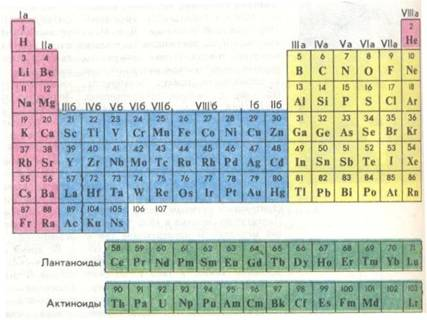 Ia VIIIa
1 2
H IIa IIIa IVa Va VIa VIIa He
3 4 5 6 7 8 9 10
Li Be B C N O F Ne
11 12 13 14 15 16 17 18
Na Mg IIIб IVб Vб VIб VIIб, VIIIб Iб IIб Al Si P S Cl Ar
19 20 21 22 23 24 25 26 27 28 29 30 31 32 33 34 35 36
K Ca Sc Ti V Cr Mn Fe Co Ni Cu Zn Ga Ge As Se Br Kr
37 38 39 40 41 42 43 44 45 46 47 48 49 50 51 52 53 54
Rb Sr Y Zr Nb Mo Tc Ru Rh Pd Ag Cd In Sn Sb Te I Xe
55 56 57 72 73 74 75 76 77 78 79 80 81 82 83 84 85 86
Cs Ba La Hf Ta W Re Os Ir Pt Au Hg Tl Pb Bi Po At Rn
87 88 89 104 105 106 107
Fr Ra Ac Ku Ns
58 59 60 61 62 63 64 65 66 67 68 69 70 71
Лантаноиды Ce Pr Nd Pm Sm Eu Gd Tb Dy Ho Er Tm Yb Lu
90 91 92 93 94 95 96 97 98 99 100 101 102 103
Актиноиды Th Pa U Np Pu Am Cm Bk Cf Es Fm Md Lr